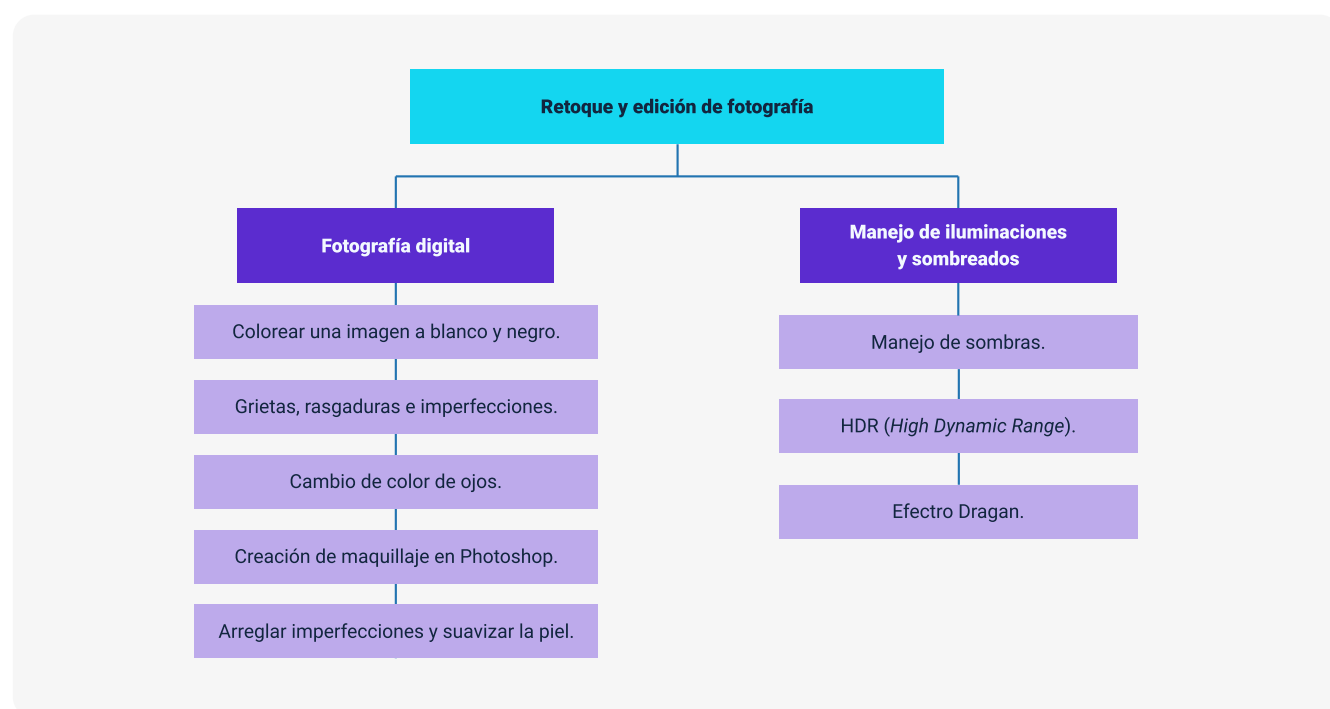 Retoque y edición de fotografía
Fotografía digital
Colorear una imagen a blanco y negro.
Grietas, rasgaduras e imperfecciones.
Cambio de color de ojos.
Creación de maquillaje en Photoshop.
Arreglar imperfecciones y suavizar la piel.
Manejo de iluminaciones
y sombreados
Manejo de sombras.
HDR (High Dynamic Range).
Efectro Dragan.